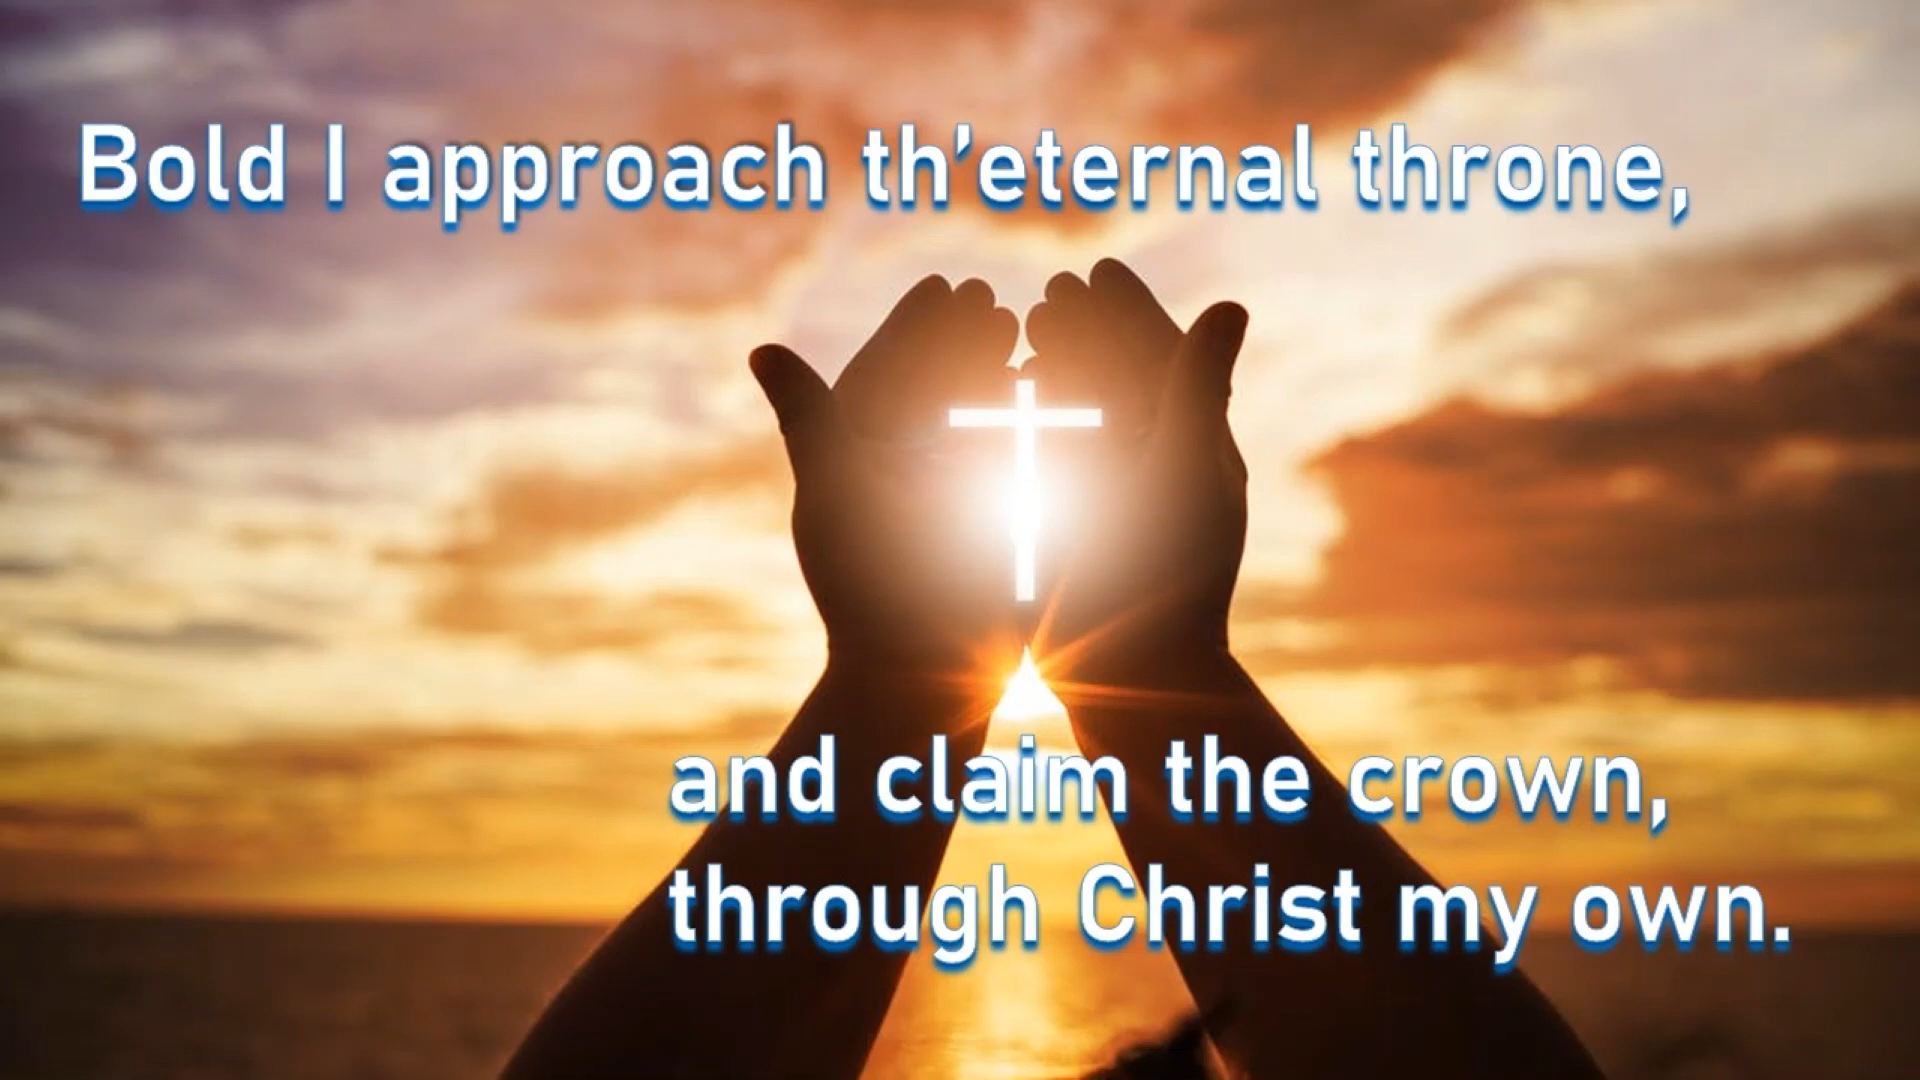 Bold I approach th’eternal throne,
and claim the crown,
through Christ my own.